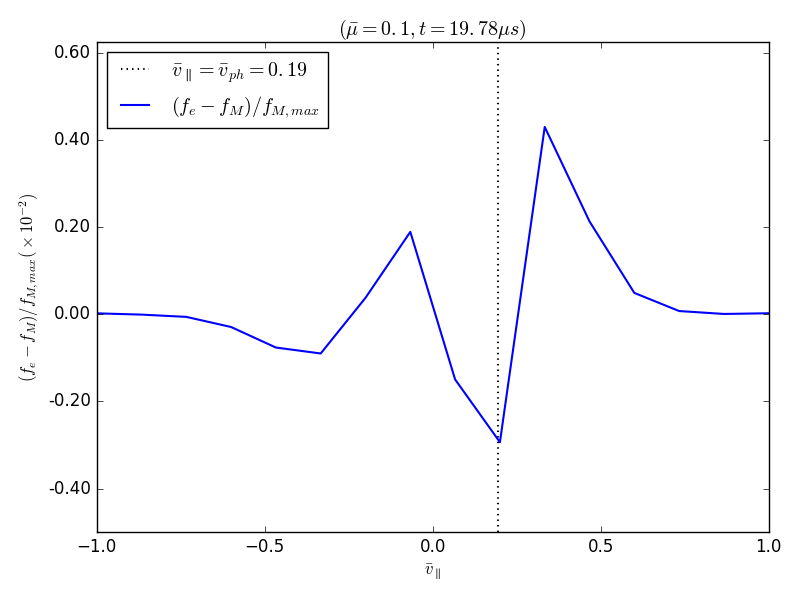 (μ̄ = 0.1, t = 19.78μs)
0.60
v̄∥ = v̄ph = 0.19
(fe − fM)/fM,max
0.40
0.20
0.00
-0.20
-0.40
(fe − fM)/fM,max(×10⁻²)
−1.0 −0.5 0.0 0.5 1.0
v̄∥